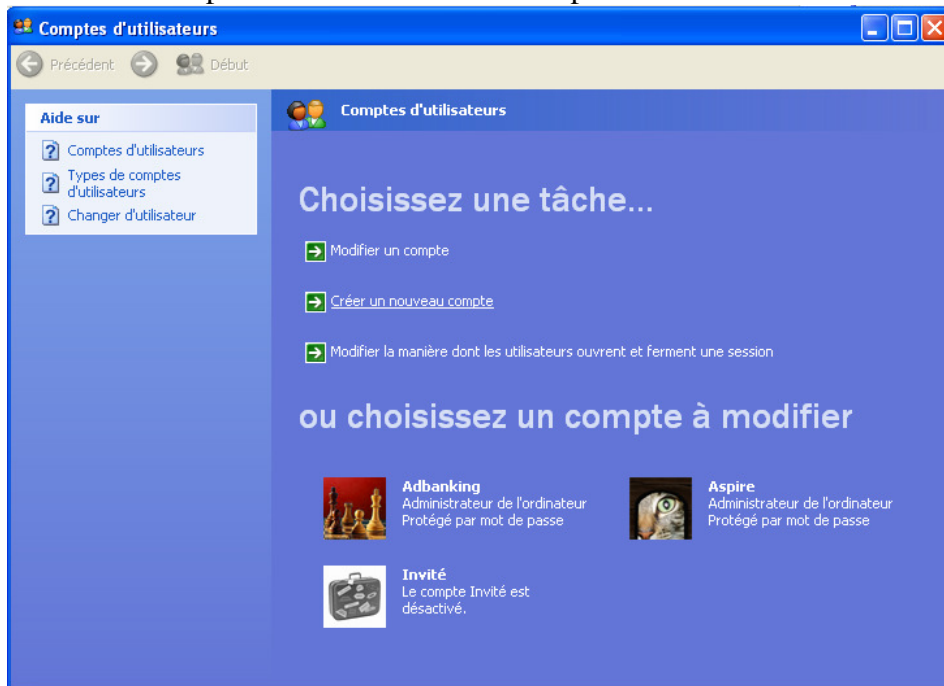 Comptes d'utilisateurs
Précédent
Début
Aide sur
Comptes d'utilisateurs
Types de comptes
d'utilisateurs
Changer d'utilisateur
Comptes d'utilisateurs
Choisissez une tâche...
Modifier un compte
Créer un nouveau compte
Modifier la manière dont les utilisateurs ouvrent et ferment une session
ou choisissez un compte à modifier
Adbanking
Administrateur de l'ordinateur
Protégé par mot de passe
Aspire
Administrateur de l'ordinateur
Protégé par mot de passe
Invité
Le compte Invité est
désactivé.